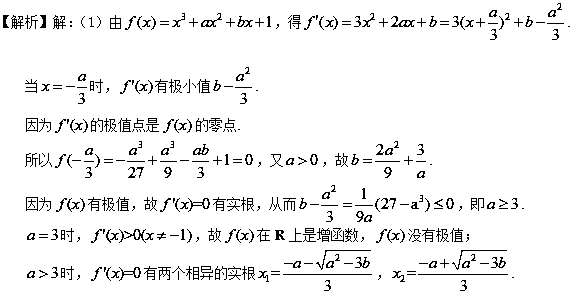 【解析】解：（1）由 f(x)=x³+ax²+bx+1，得 f'(x)=3x²+2ax+b=3(x+a/3)²+b-a²/3.
当 x=-a/3 时，f'(x)有极小值 b-a²/3.
因为 f'(x)的极值点是 f(x)的零点.
所以 f(-a/3)=-a³/27+a³/9-ab/3+1=0，又 a>0，故 b=2a²/9+3/a.
因为 f(x)有极值，故 f'(x)=0有实根，从而 b-a²/3=1/(9a)(27-a³)≤0，即 a≥3.
a=3时，f'(x)>0(x≠-1)，故 f(x)在 R 上是增函数，f(x)没有极值；
a>3时，f'(x)=0有两个相异的实根 x₁=(-a-√(a²-3b))/3，x₂=(-a+√(a²-3b))/3.